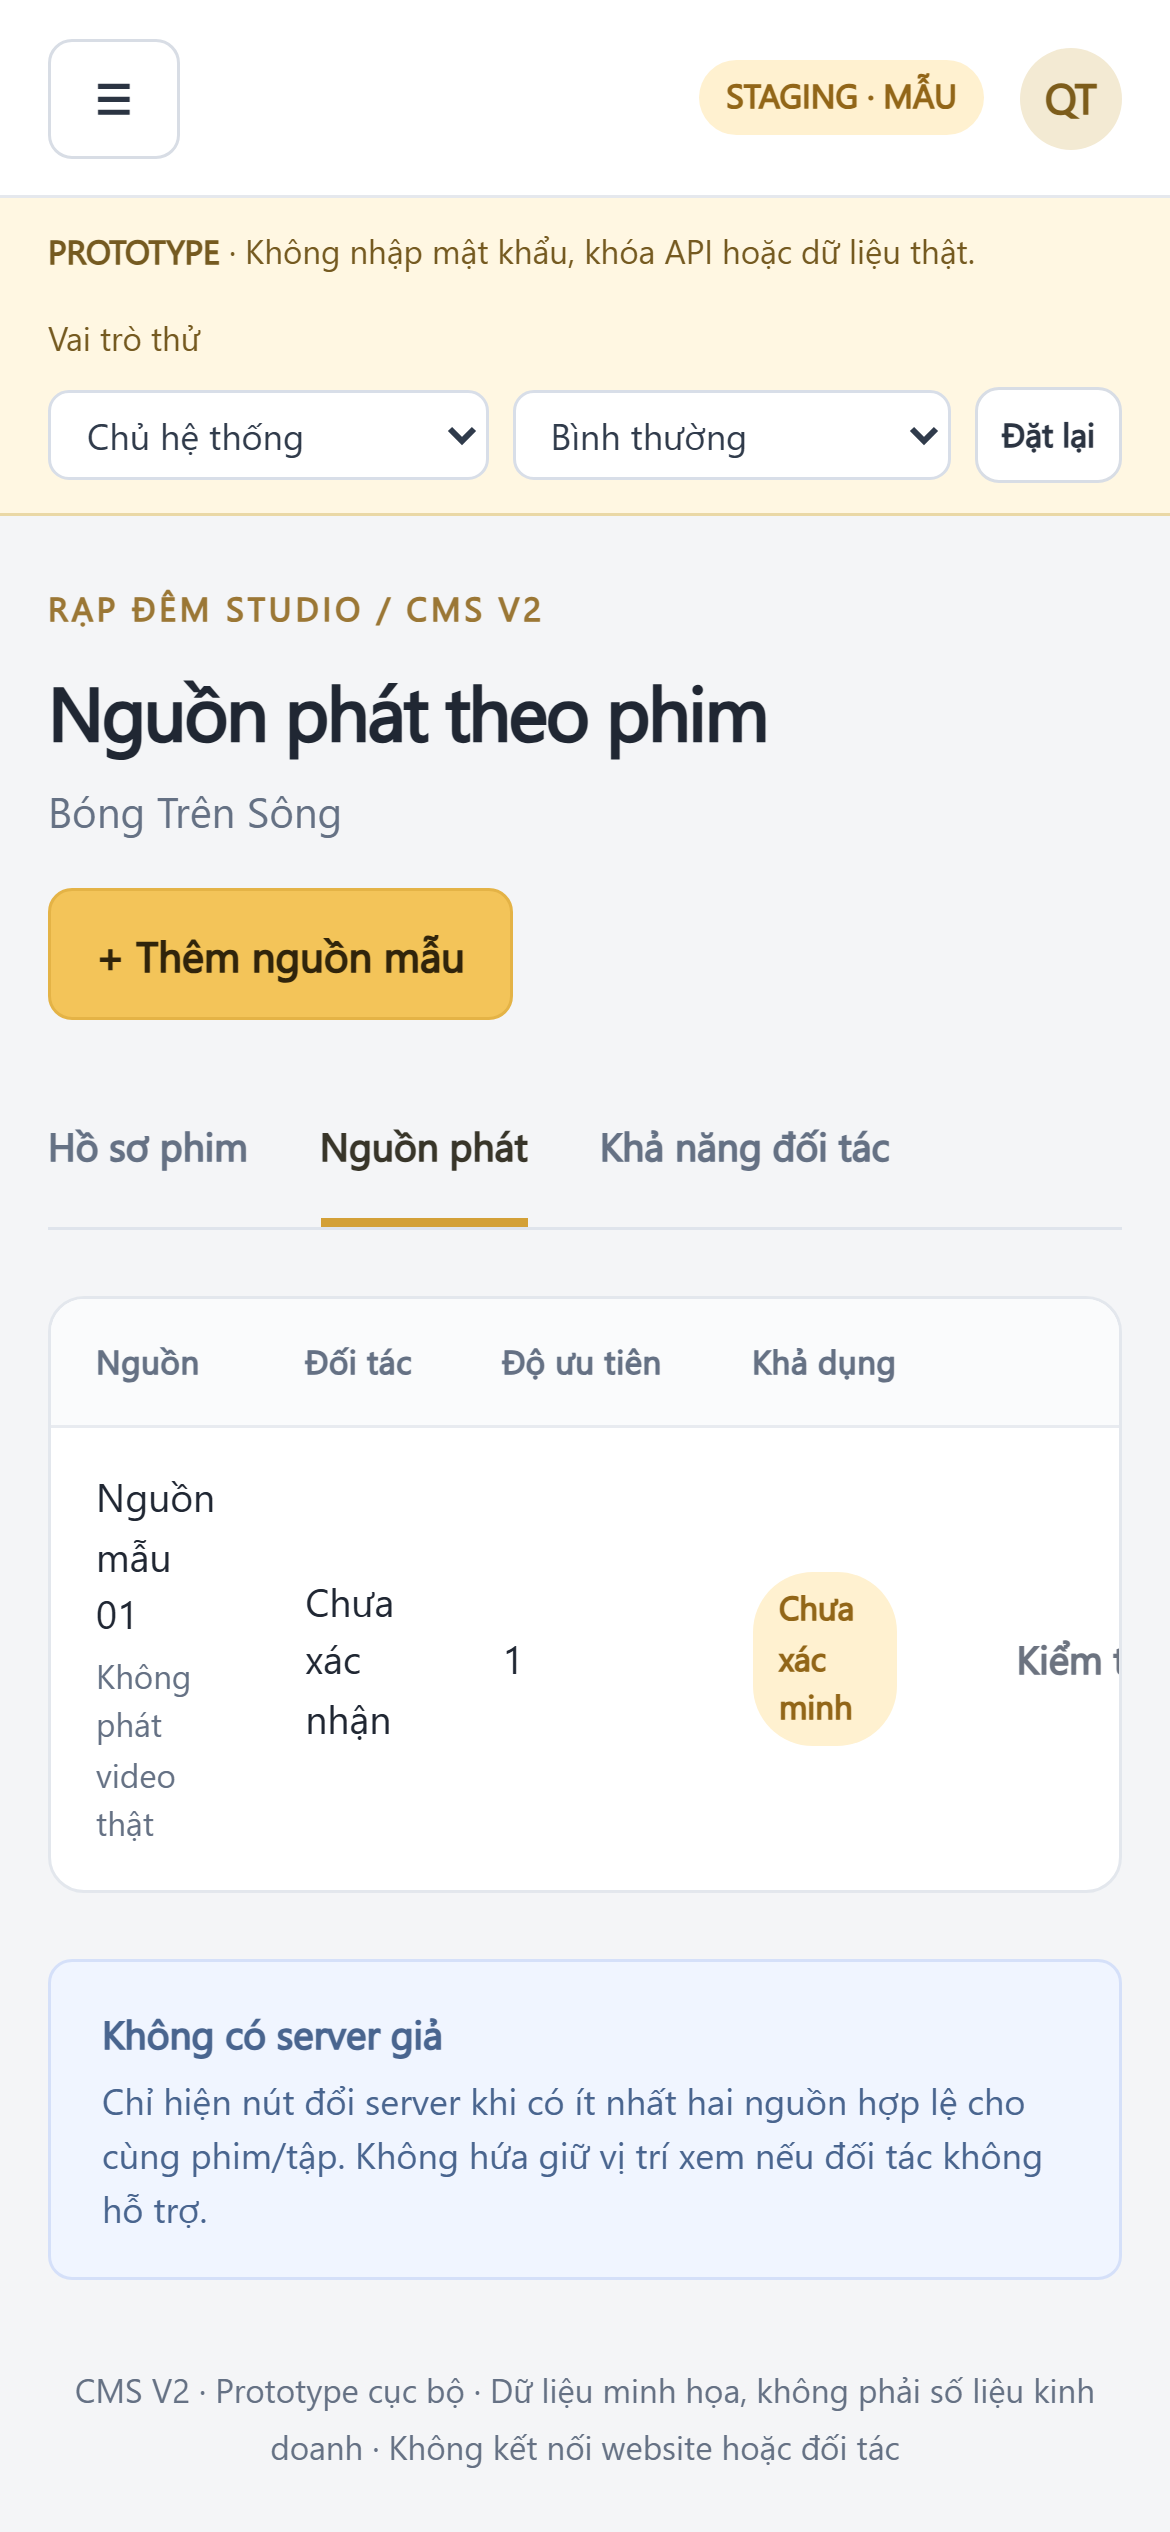 ☰
STAGING · MẪU
QT
PROTOTYPE · Không nhập mật khẩu, khóa API hoặc dữ liệu thật.
Vai trò thử
Chủ hệ thống
Bình thường
Đặt lại
RẠP ĐÊM STUDIO / CMS V2
Nguồn phát theo phim
Bóng Trên Sông
+ Thêm nguồn mẫu
Hồ sơ phim
Nguồn phát
Khả năng đối tác
Nguồn
Đối tác
Độ ưu tiên
Khả dụng
Nguồn
mẫu
01
Không
phát
video
thật
Chưa
xác
nhận
1
Chưa
xác
minh
Kiểm
Không có server giả
Chỉ hiện nút đổi server khi có ít nhất hai nguồn hợp lệ cho
cùng phim/tập. Không hứa giữ vị trí xem nếu đối tác không
hỗ trợ.
CMS V2 · Prototype cục bộ · Dữ liệu minh họa, không phải số liệu kinh
doanh · Không kết nối website hoặc đối tác